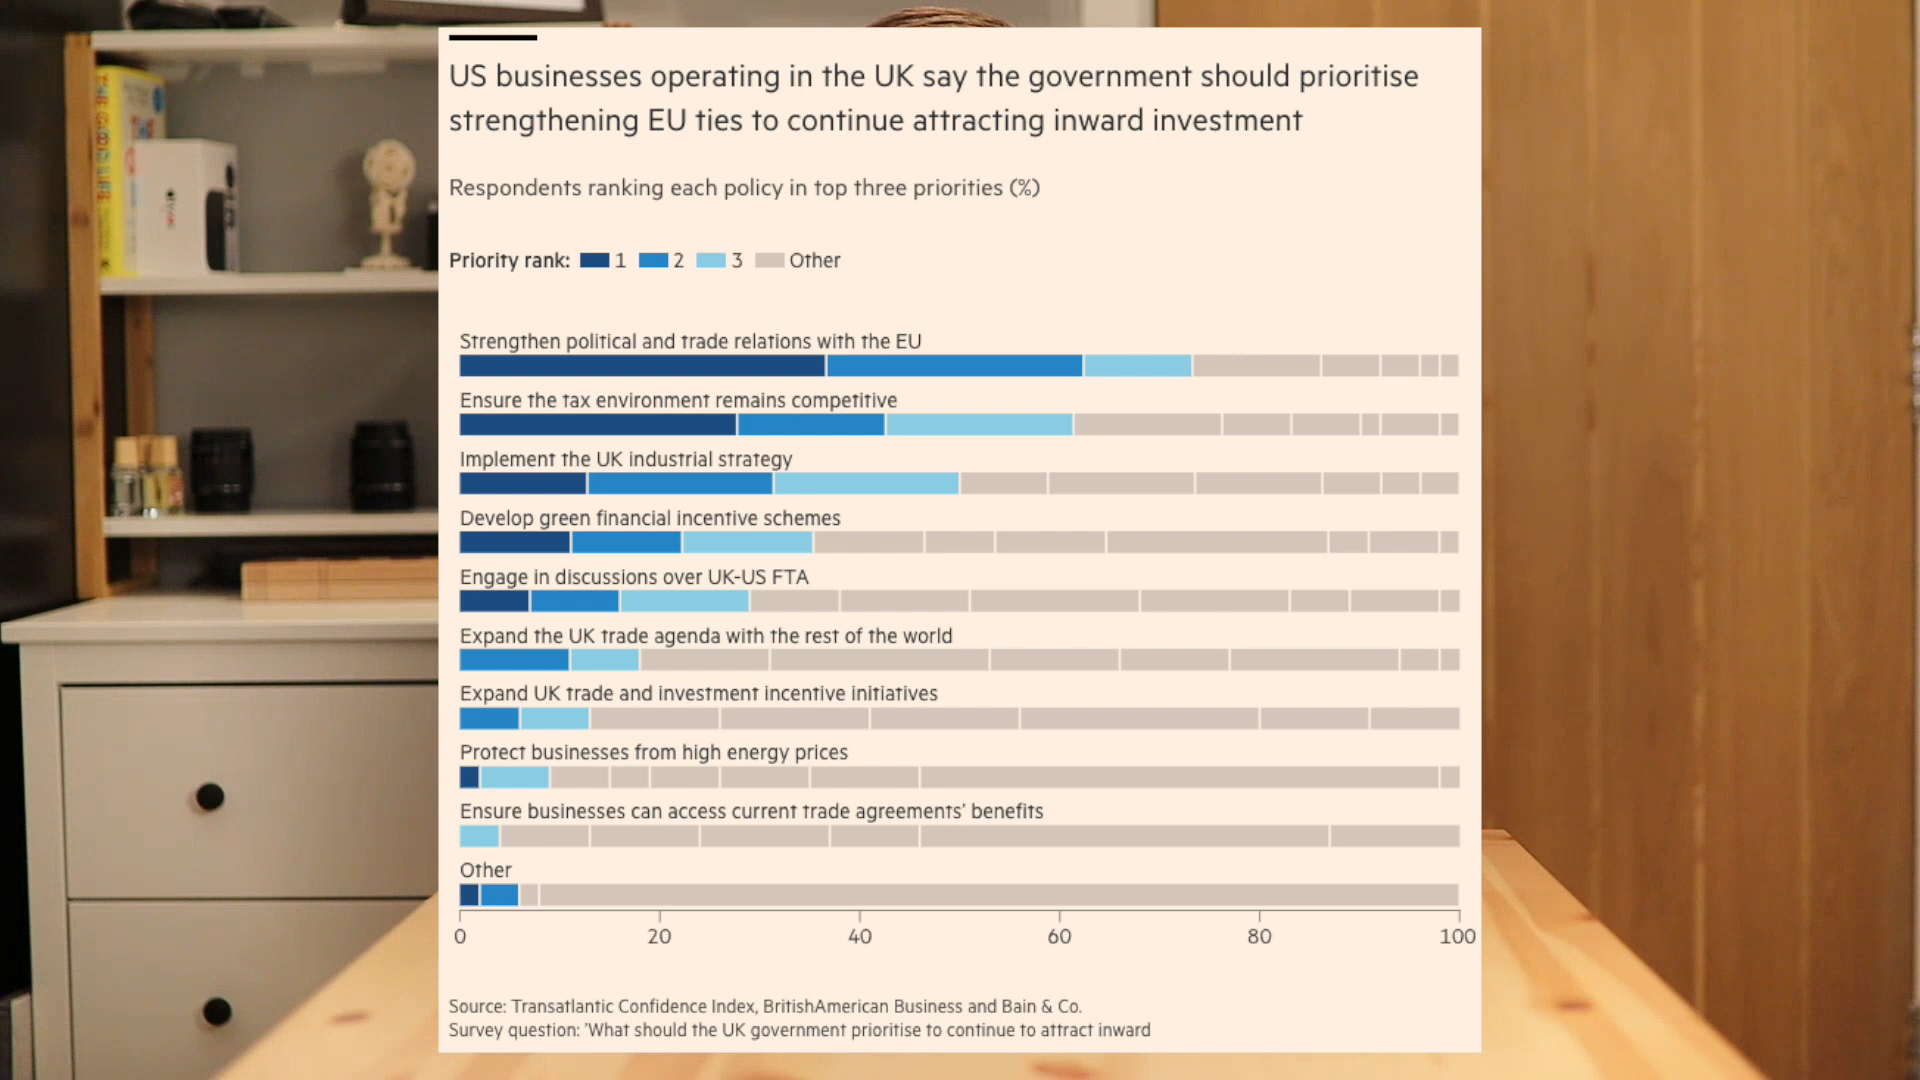 THE GOOD LIFE
US businesses operating in the UK say the government should prioritise
strengthening EU ties to continue attracting inward investment
Respondents ranking each policy in top three priorities (%)
Priority rank: 1 2 3 Other
Strengthen political and trade relations with the EU
Ensure the tax environment remains competitive
Implement the UK industrial strategy
Develop green financial incentive schemes
Engage in discussions over UK-US FTA
Expand the UK trade agenda with the rest of the world
Expand UK trade and investment incentive initiatives
Protect businesses from high energy prices
Ensure businesses can access current trade agreements’ benefits
Other
0 20 40 60 80 100
Source: Transatlantic Confidence Index, BritishAmerican Business and Bain & Co.
Survey question: ’What should the UK government prioritise to continue to attract inward